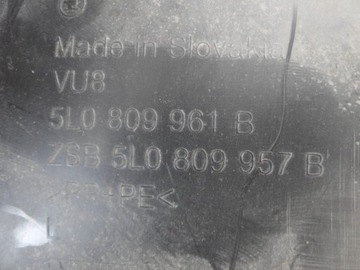 Made in Slovakia
VU8
5L0 809 961 B
ZSB 5L0 809 957 B
>PP+PE<